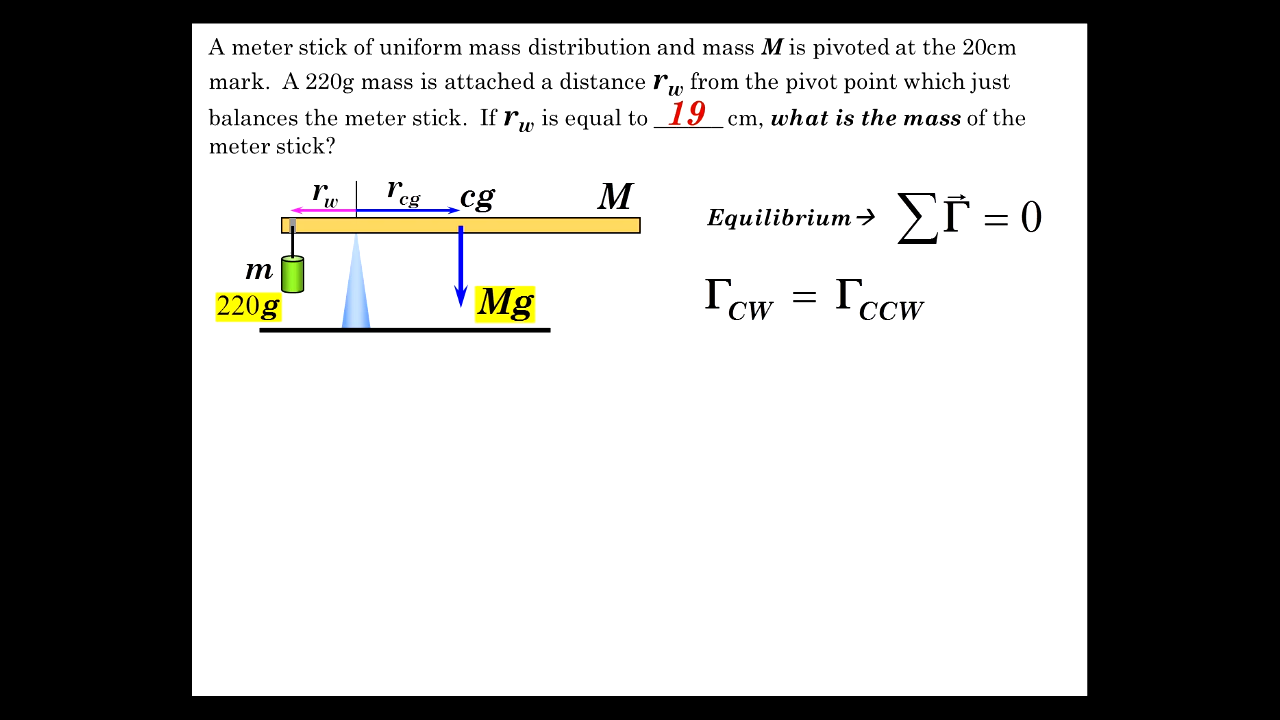 A meter stick of uniform mass distribution and mass M is pivoted at the 20cm
mark. A 220g mass is attached a distance r_w from the pivot point which just
balances the meter stick. If r_w is equal to 19 cm, what is the mass of the
meter stick?
r_w r_cg cg M
m
220g
Mg
Equilibrium→ ∑Γ⃗ = 0
Γ_CW = Γ_CCW